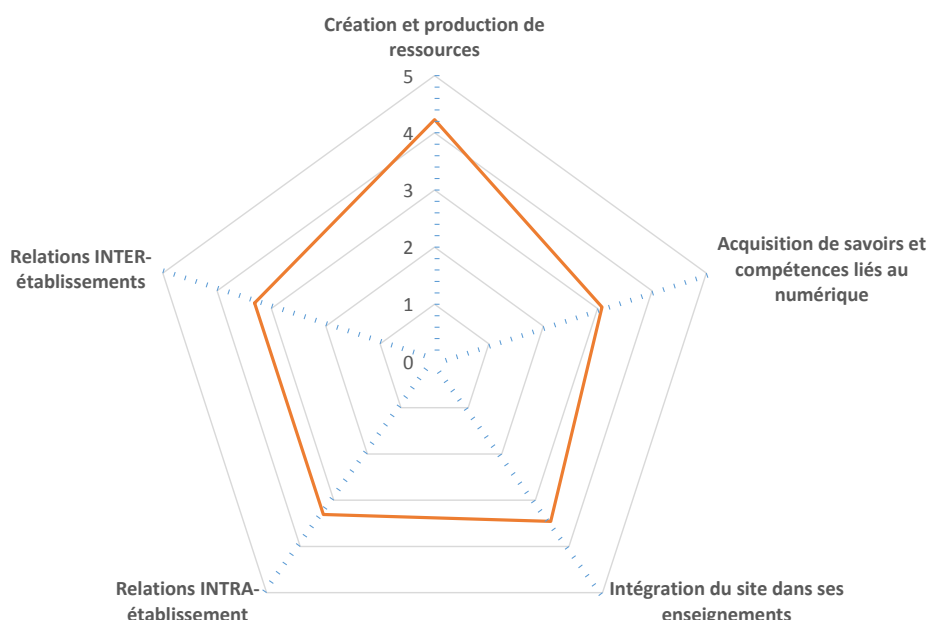 Création et production de
ressources
5
4
3
2
1
0
Acquisition de savoirs et
compétences liés au
numérique
Relations INTER-
établissements
Relations INTRA-
établissement
Intégration du site dans ses
enseignements